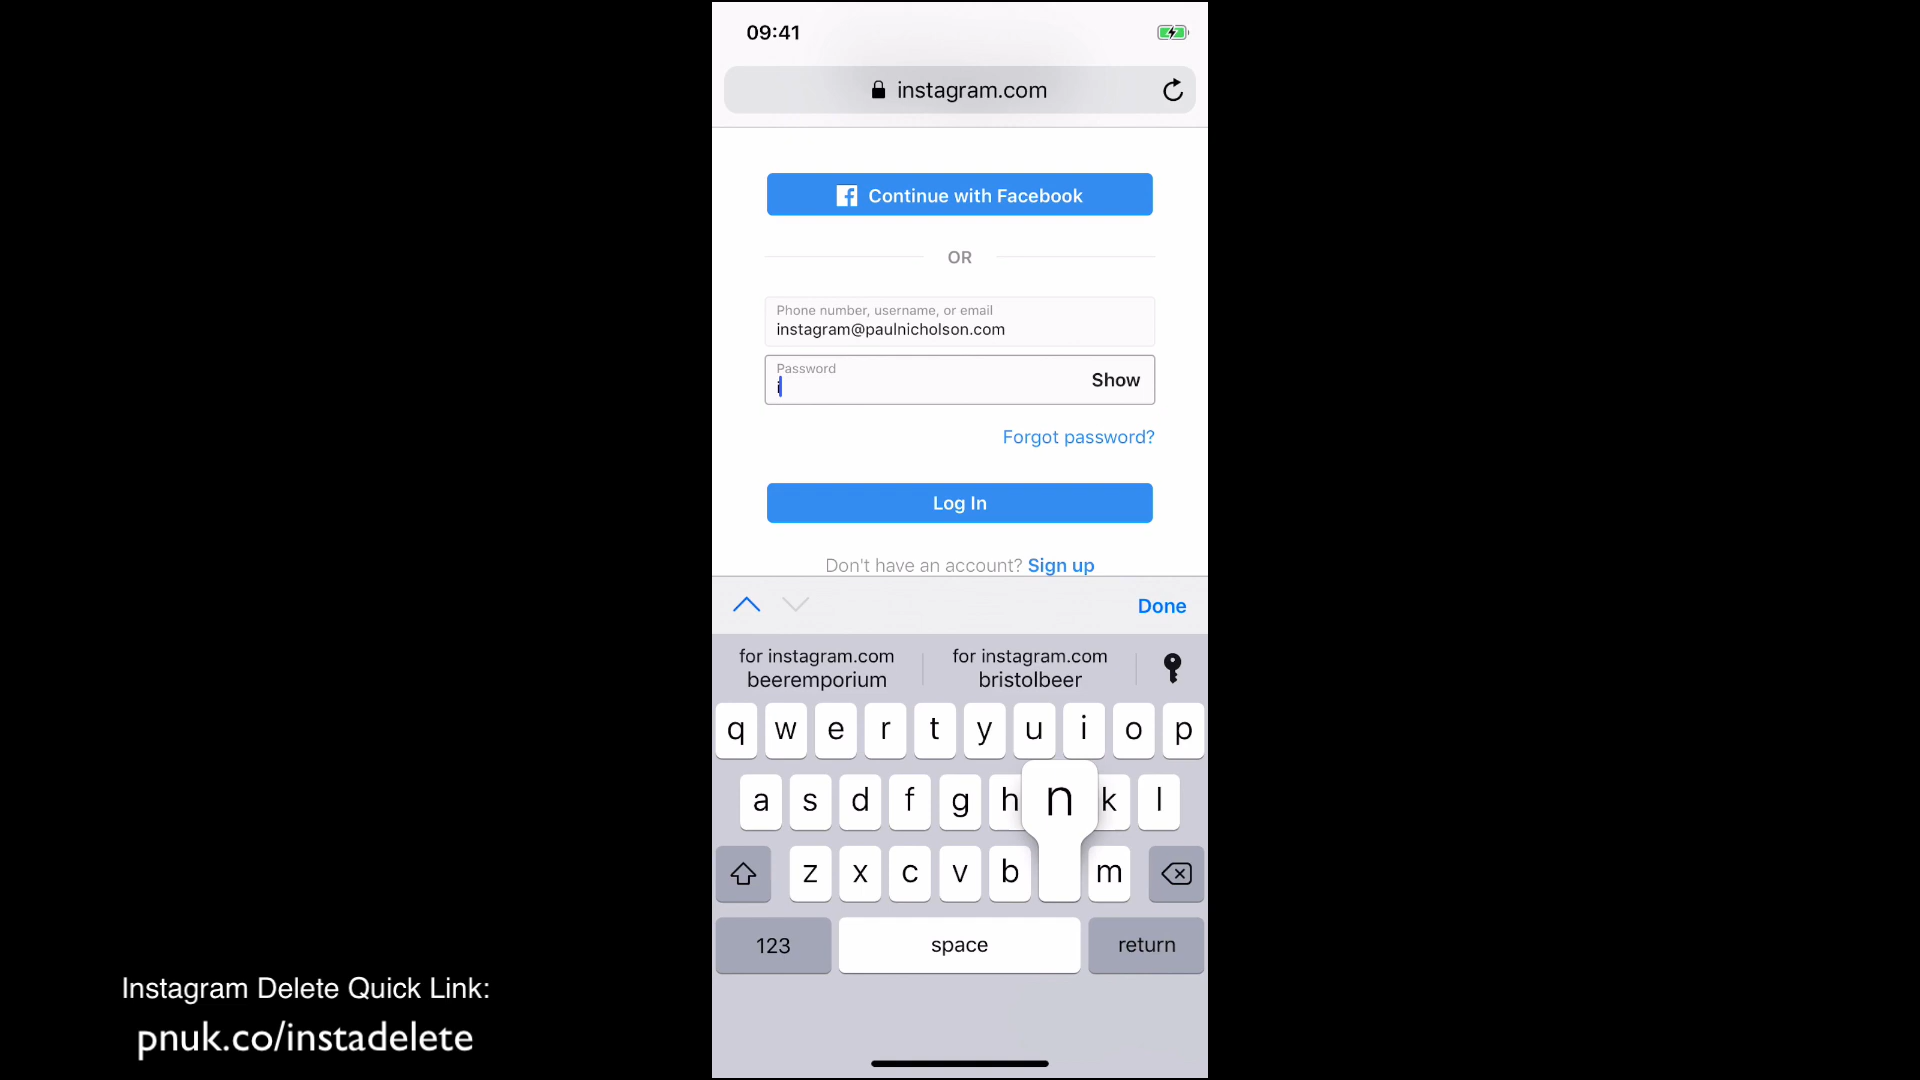 09:41
instagram.com
Continue with Facebook
OR
Phone number, username, or email
instagram@paulnicholson.com
Password
i
Show
Forgot password?
Log In
Don't have an account? Sign up
Done
for instagram.com
beeremporium
for instagram.com
bristolbeer
q w e r t y u i o p
a s d f g h n k l
z x c v b m
123 space return
Instagram Delete Quick Link:
pnuk.co/instadelete